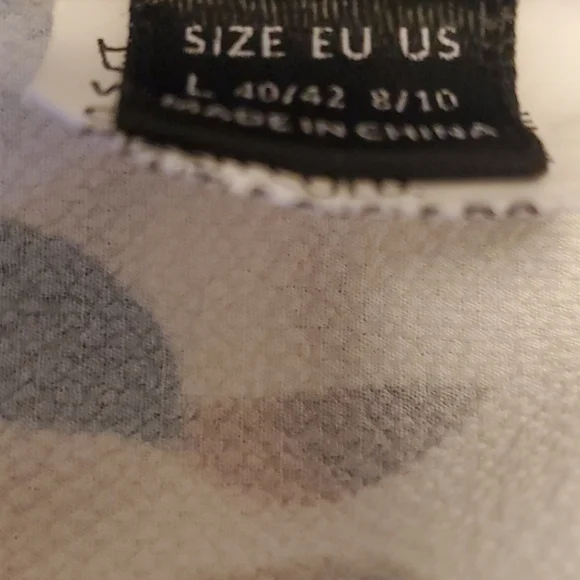 SIZE EU US
L 40/42 8/10
MADE IN CHINA